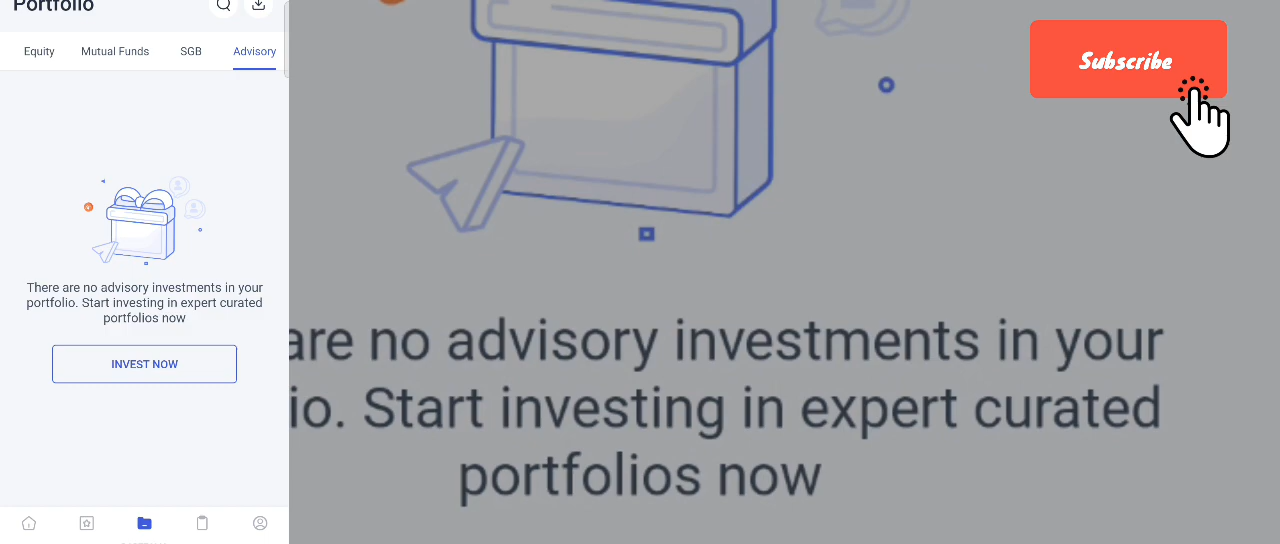 Portfolio
Equity Mutual Funds SGB Advisory
There are no advisory investments in your
portfolio. Start investing in expert curated
portfolios now
INVEST NOW
Subscribe
are no advisory investments in your
io. Start investing in expert curated
portfolios now